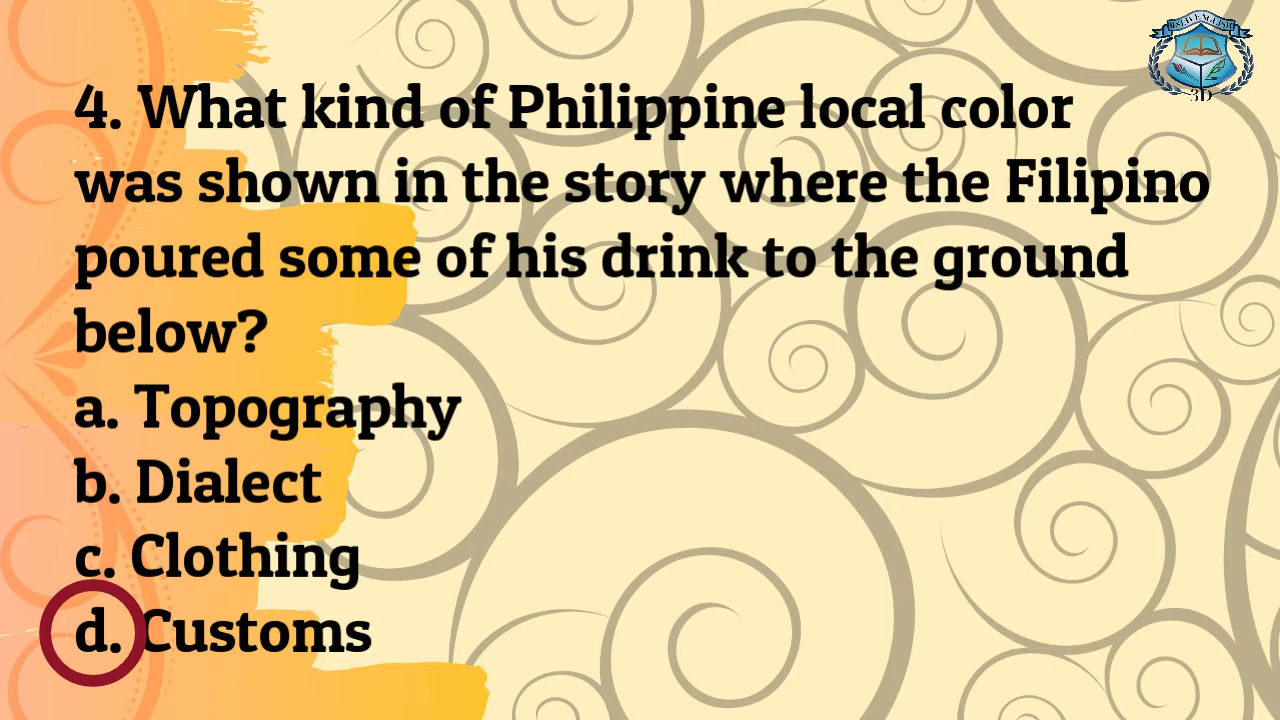 4. What kind of Philippine local color
was shown in the story where the Filipino
poured some of his drink to the ground
below?
a. Topography
b. Dialect
c. Clothing
d. Customs